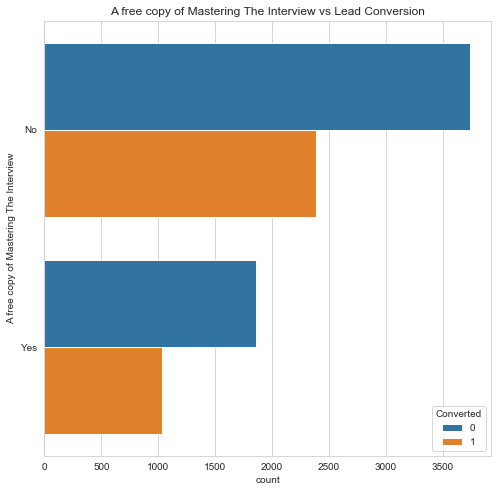 A free copy of Mastering The Interview vs Lead Conversion
A free copy of Mastering The Interview
No
Yes
Converted
0
1
0 500 1000 1500 2000 2500 3000 3500
count